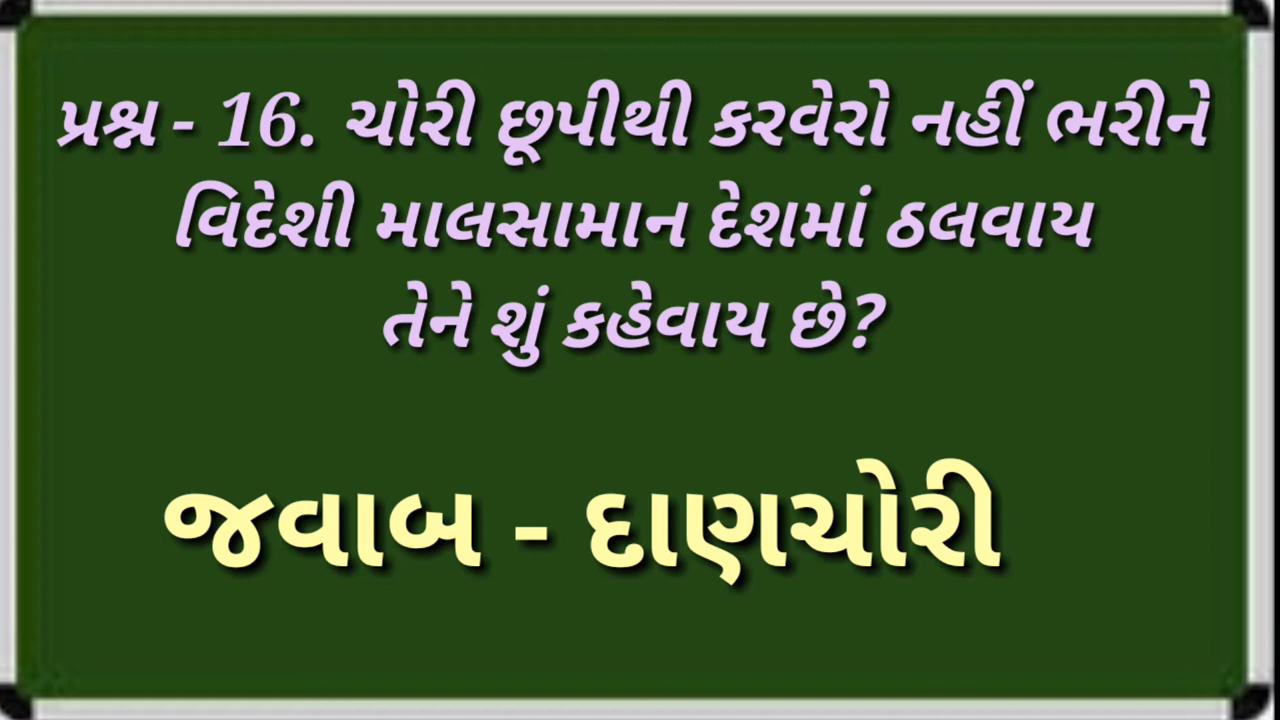 પ્રશ્ન - 16. ચોરી છૂપીથી કરવેરો નહીં ભરીને
વિદેશી માલસામાન દેશમાં ઠલવાય
તેને શું કહેવાય છે?
જવાબ - દાણચોરી